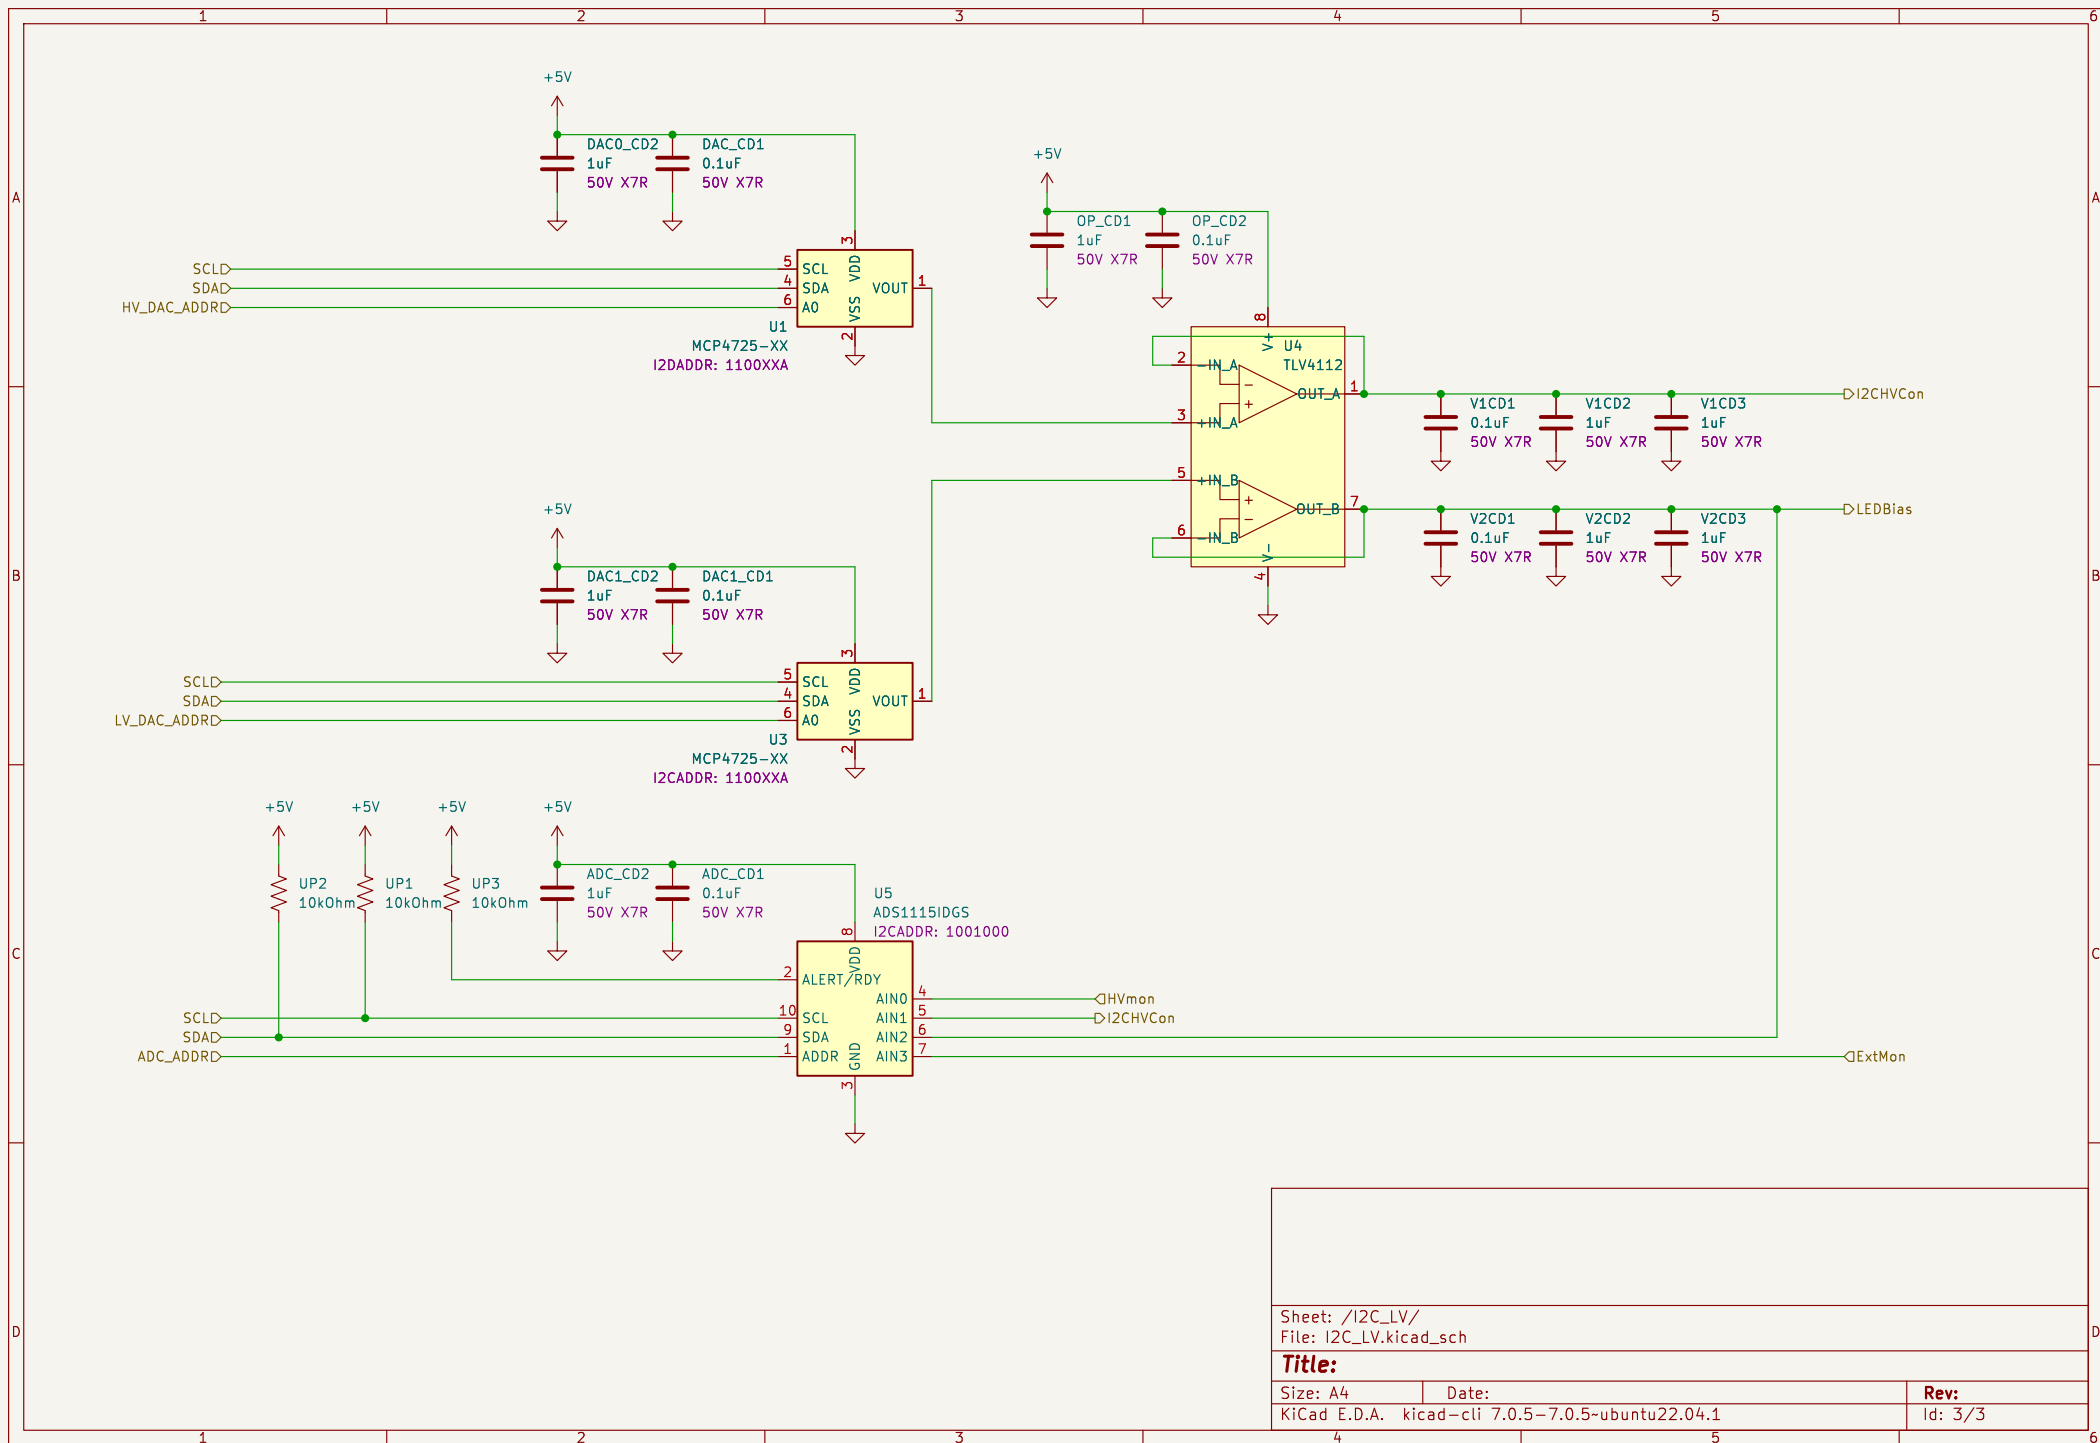 1 2 3 4 5 6
A
B
C
D
A
B
C
D
+5V
DAC0_CD2
1uF
50V X7R
DAC_CD1
0.1uF
50V X7R
SCL
SDA
HV_DAC_ADDR
5 SCL
4 SDA
6 A0
3 VDD
2 VSS
VOUT 1
U1
MCP4725-XX
I2DADDR: 1100XXA
+5V
OP_CD1
1uF
50V X7R
OP_CD2
0.1uF
50V X7R
8 V+
U4
TLV4112
2 -IN_A
3 +IN_A
5 +IN_B
6 -IN_B
OUT_A 1
OUT_B 7
4 V-
-
+
+
-
V1CD1
0.1uF
50V X7R
V1CD2
1uF
50V X7R
V1CD3
1uF
50V X7R
I2CHVCon
V2CD1
0.1uF
50V X7R
V2CD2
1uF
50V X7R
V2CD3
1uF
50V X7R
LEDBias
+5V
DAC1_CD2
1uF
50V X7R
DAC1_CD1
0.1uF
50V X7R
SCL
SDA
LV_DAC_ADDR
5 SCL
4 SDA
6 A0
3 VDD
2 VSS
VOUT 1
U3
MCP4725-XX
I2CADDR: 1100XXA
+5V
+5V
+5V
+5V
UP2
10kOhm
UP1
10kOhm
UP3
10kOhm
ADC_CD2
1uF
50V X7R
ADC_CD1
0.1uF
50V X7R
U5
ADS1115IDGS
I2CADDR: 1001000
8 VDD
2 ALERT/RDY
10 SCL
9 SDA
1 ADDR
3 GND
AIN0 4
AIN1 5
AIN2 6
AIN3 7
SCL
SDA
ADC_ADDR
HVmon
I2CHVCon
ExtMon
Sheet: /I2C_LV/
File: I2C_LV.kicad_sch
Title:
Size: A4 Date: Rev:
KiCad E.D.A. kicad-cli 7.0.5-7.0.5~ubuntu22.04.1 Id: 3/3
1 2 3 4 5 6